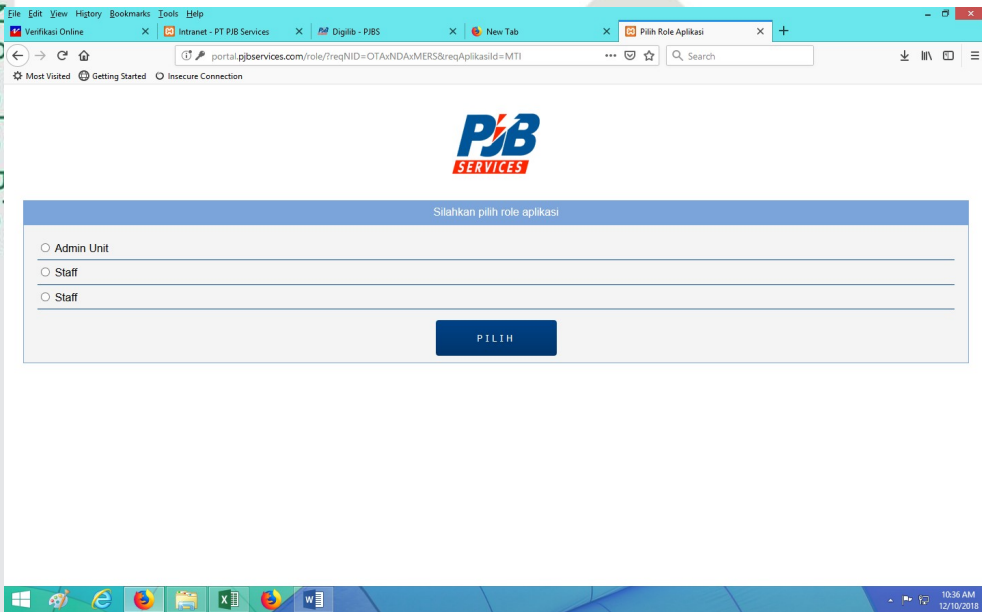 File Edit View History Bookmarks Tools Help
Verifikasi Online Intranet - PT PJB Services Digilib - PJBS New Tab Pilih Role Aplikasi
portal.pjbservices.com/role/?reqNID=OTAxNDAxMERS&reqAplikasiId=MTI Search
Most Visited Getting Started Insecure Connection
PJB
SERVICES
Silahkan pilih role aplikasi
Admin Unit
Staff
Staff
PILIH
10:36 AM
12/10/2018